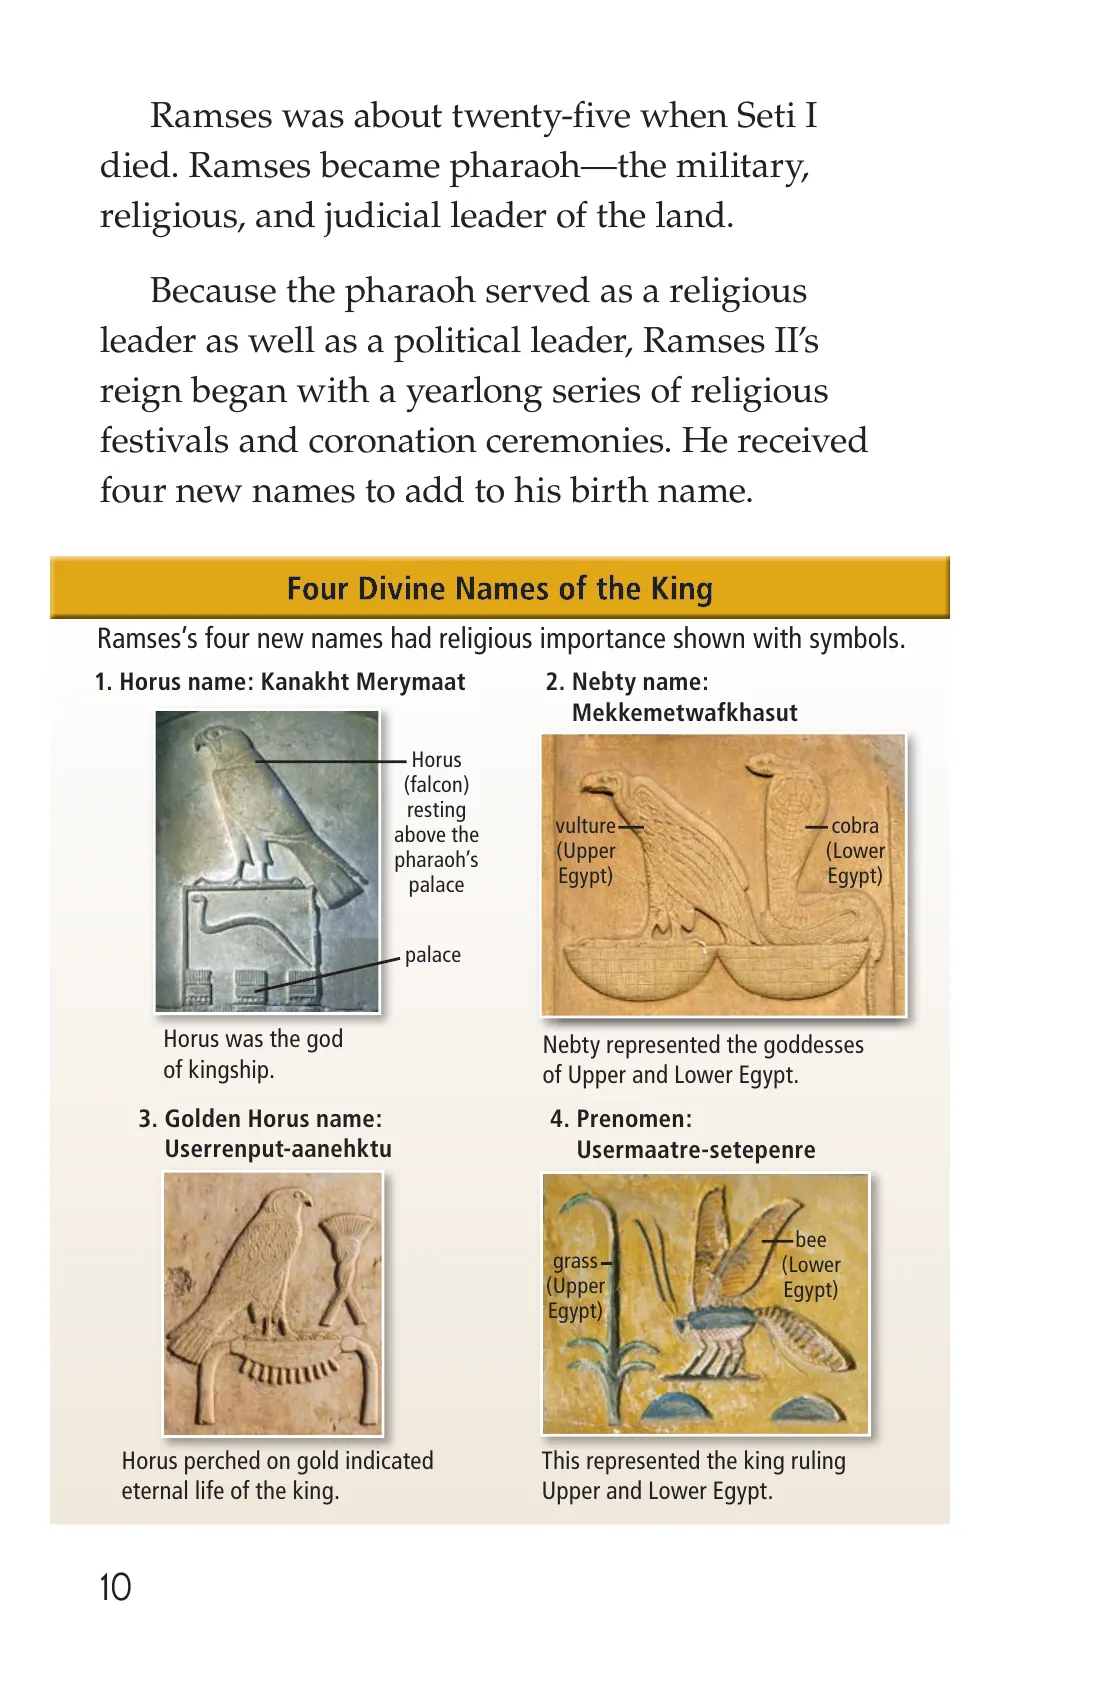 Ramses was about twenty-five when Seti I
died. Ramses became pharaoh—the military,
religious, and judicial leader of the land.
Because the pharaoh served as a religious
leader as well as a political leader, Ramses II’s
reign began with a yearlong series of religious
festivals and coronation ceremonies. He received
four new names to add to his birth name.
Four Divine Names of the King
Ramses’s four new names had religious importance shown with symbols.
1. Horus name: Kanakht Merymaat
Horus
(falcon)
resting
above the
pharaoh’s
palace
palace
Horus was the god
of kingship.
2. Nebty name:
Mekkemetwafkhasut
vulture
(Upper
Egypt)
cobra
(Lower
Egypt)
Nebty represented the goddesses
of Upper and Lower Egypt.
3. Golden Horus name:
Userrenput-aanehktu
Horus perched on gold indicated
eternal life of the king.
4. Prenomen:
Usermaatre-setepenre
grass
(Upper
Egypt)
bee
(Lower
Egypt)
This represented the king ruling
Upper and Lower Egypt.
10